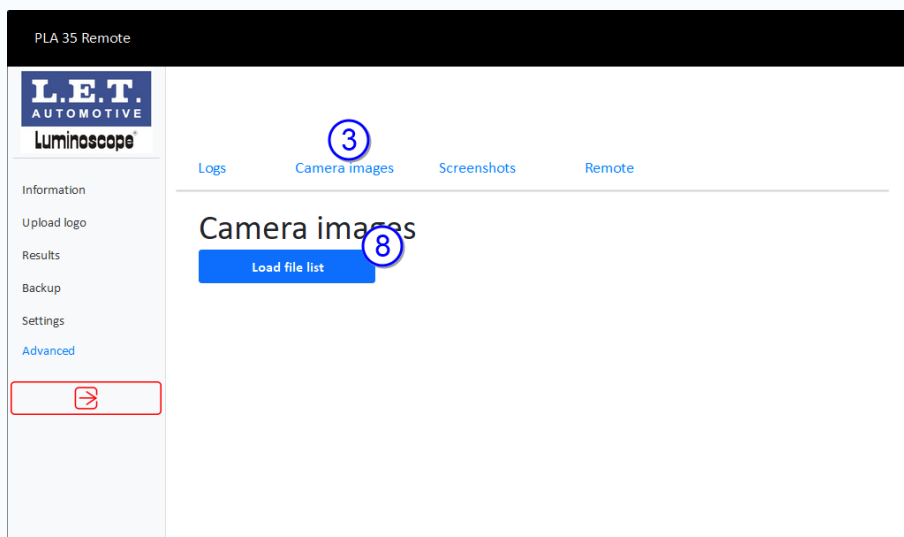 PLA 35 Remote
L.E.T.
AUTOMOTIVE
Luminoscope®
Information
Upload logo
Results
Backup
Settings
Advanced
3
Logs Camera images Screenshots Remote
Camera images
8
Load file list